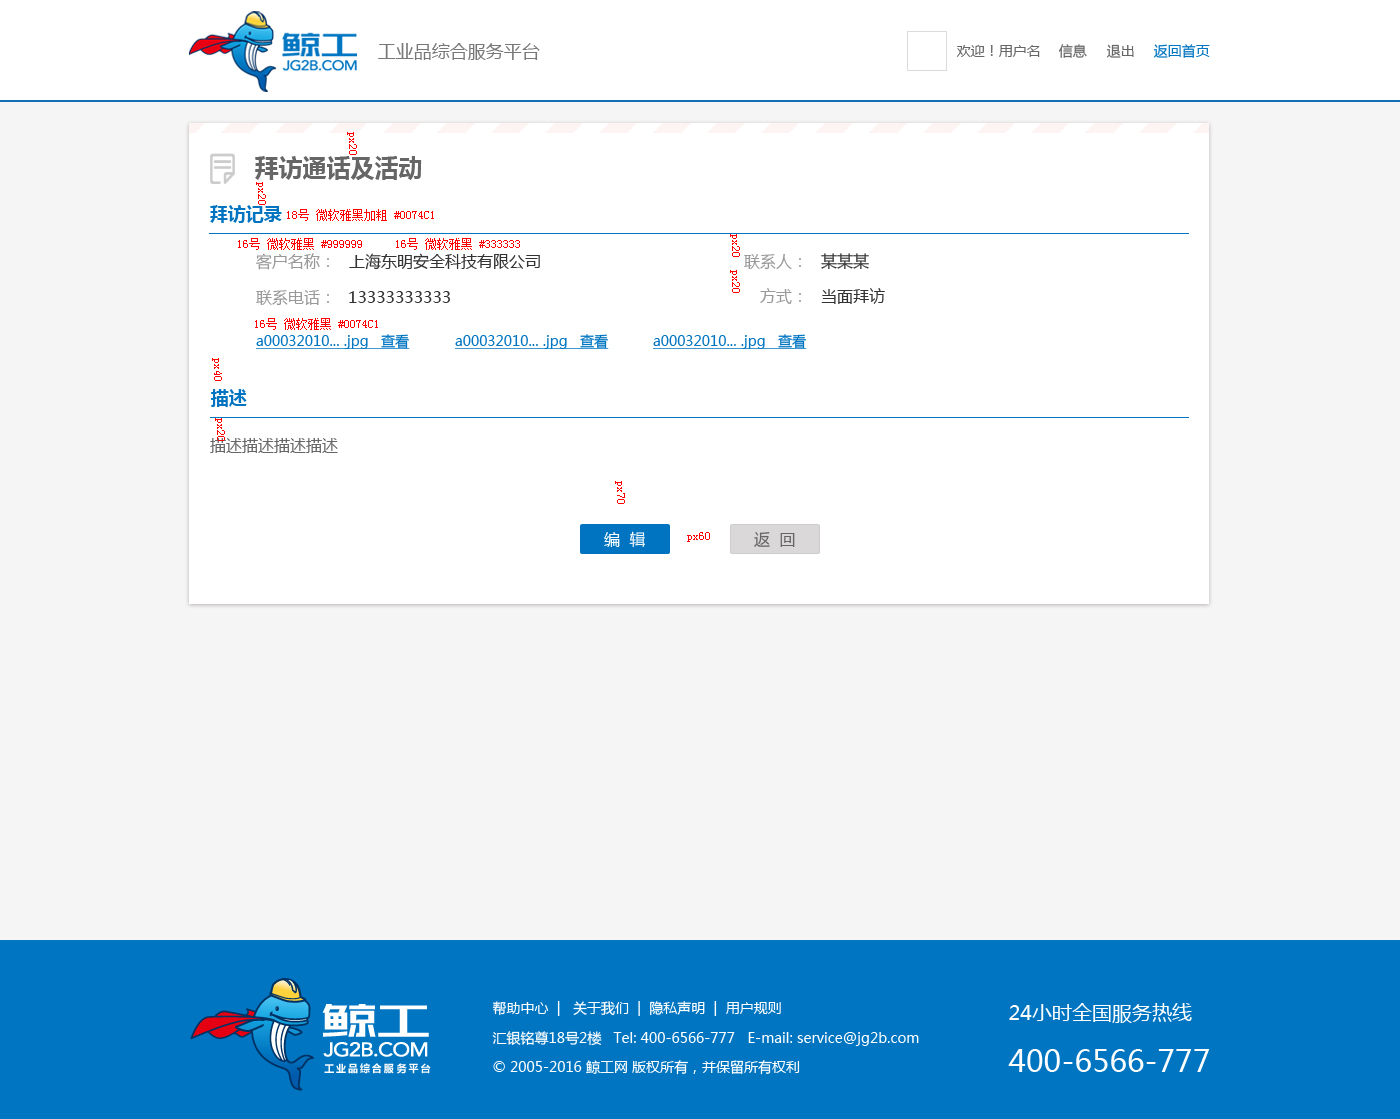 鲸工 JG2B.COM 工业品综合服务平台 欢迎！用户名 信息 退出 返回首页
px20
拜访通话及活动
px20
拜访记录 18号 微软雅黑加粗 #0074C1
16号 微软雅黑 #999999 16号 微软雅黑 #333333 px20
客户名称： 上海东明安全科技有限公司 联系人： 某某某
px20
联系电话： 13333333333 方式： 当面拜访
16号 微软雅黑 #0074C1
a00032010... .jpg 查看 a00032010... .jpg 查看 a00032010... .jpg 查看
px40
描述
px20
描述描述描述描述
px70
编 辑 px60 返 回
鲸工 JG2B.COM 工业品综合服务平台
帮助中心 | 关于我们 | 隐私声明 | 用户规则
汇银铭尊18号2楼 Tel: 400-6566-777 E-mail: service@jg2b.com
© 2005-2016 鲸工网 版权所有，并保留所有权利
24小时全国服务热线
400-6566-777